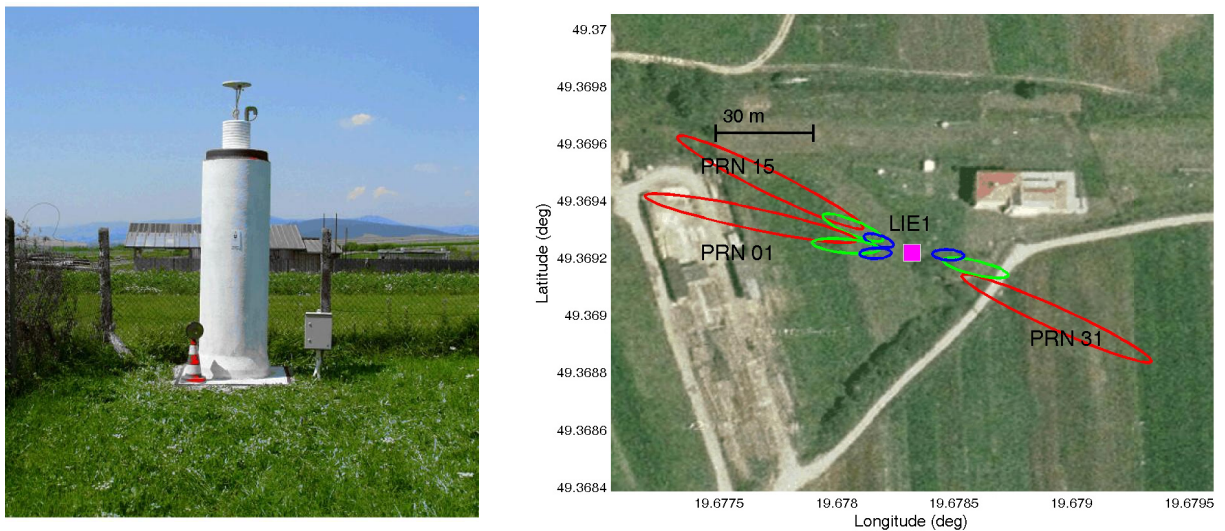 49.37
49.3698
49.3696
49.3694
49.3692
49.369
49.3688
49.3686
49.3684
Latitude (deg)
30 m
PRN 15
LIE1
PRN 01
PRN 31
19.6775
19.678
19.6785
19.679
19.6795
Longitude (deg)